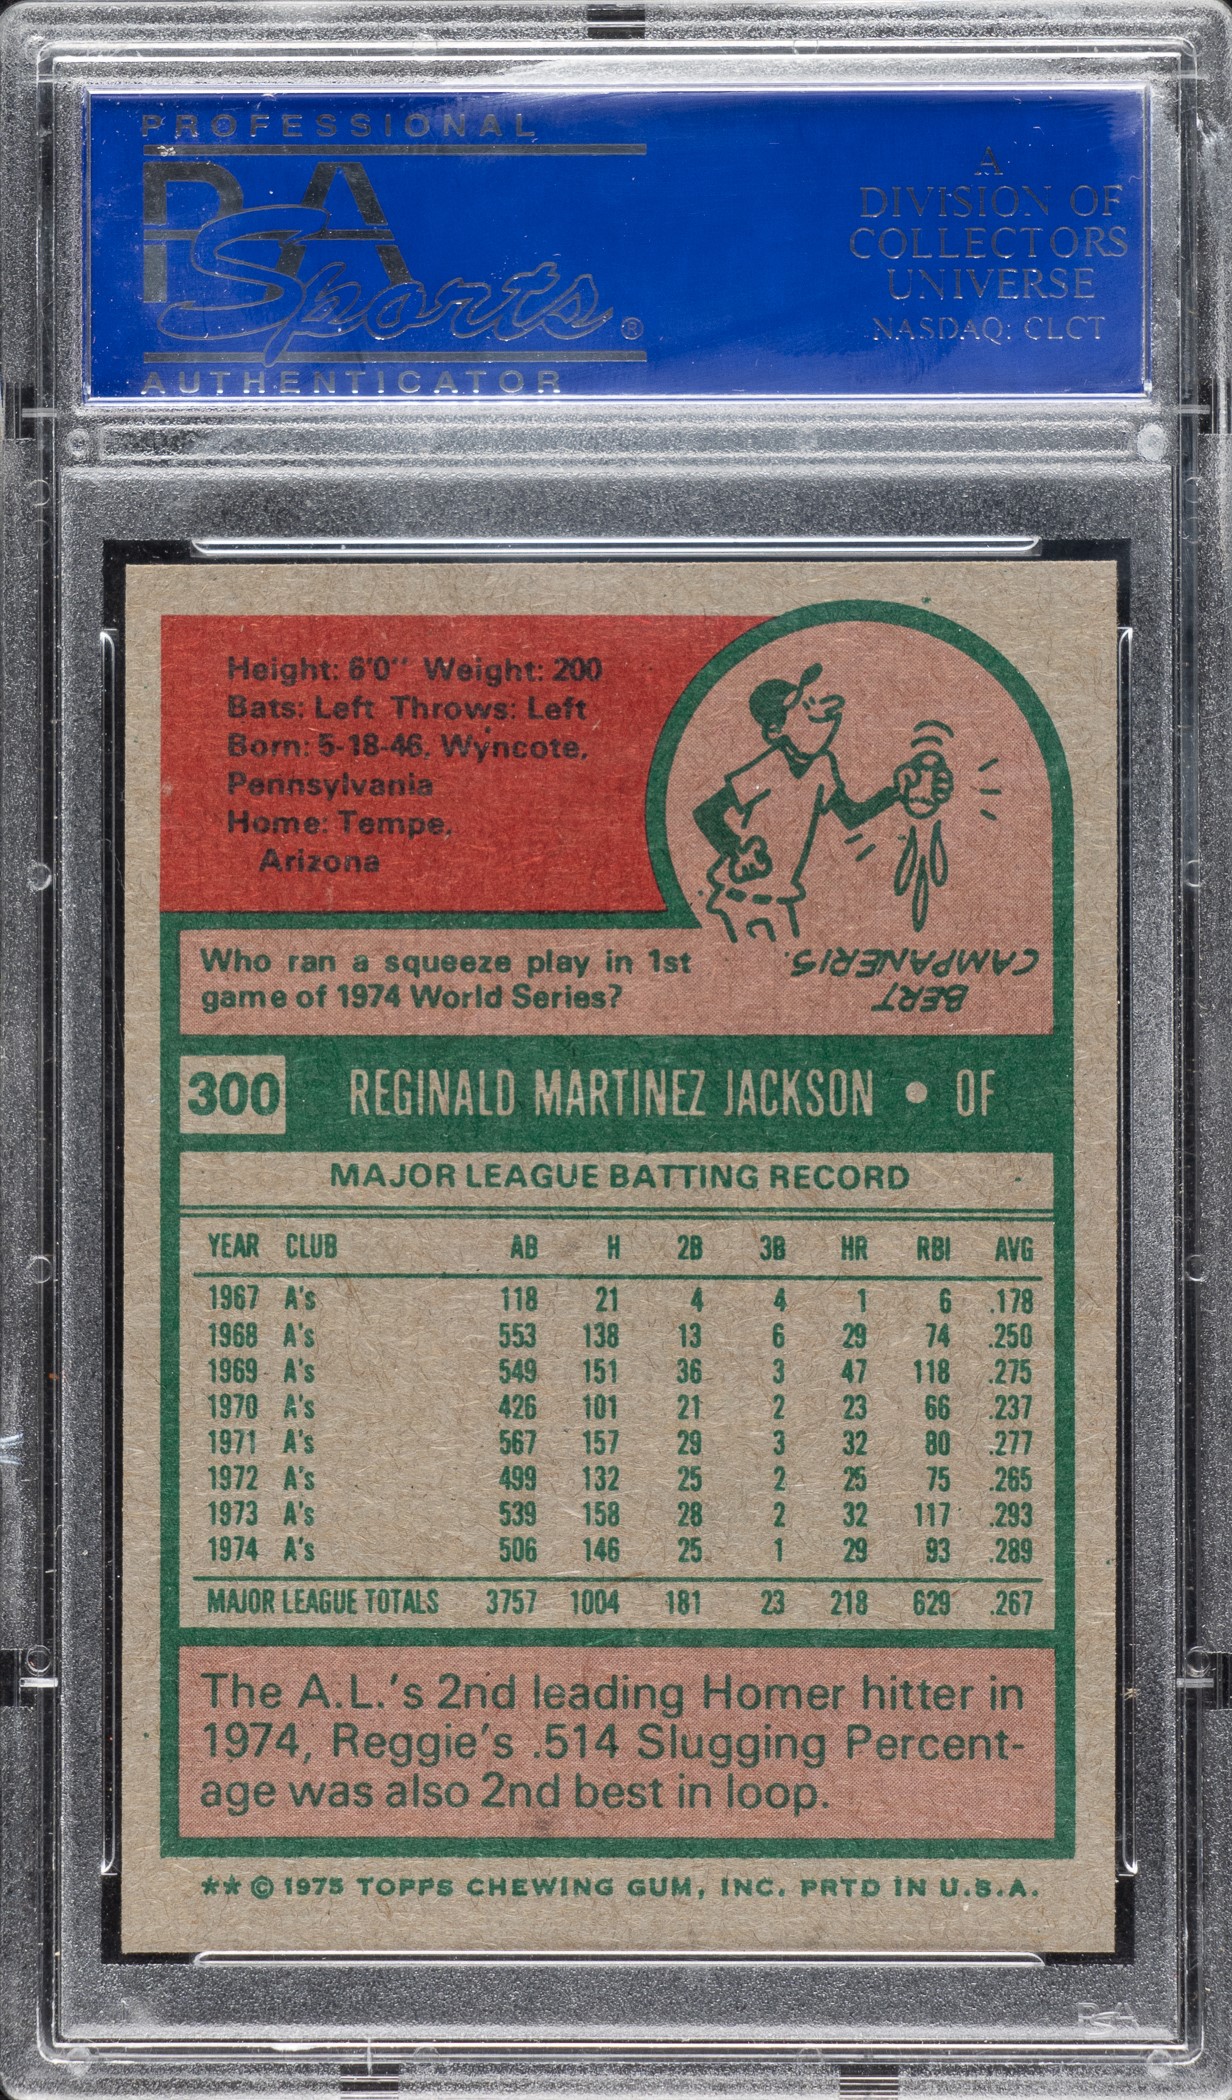 PROFESSIONAL
PSA
Sports®
AUTHENTICATOR
A
DIVISION OF
COLLECTORS
UNIVERSE
NASDAQ: CLCT
Height: 6'0" Weight: 200
Bats: Left Throws: Left
Born: 5-18-46, Wyncote,
Pennsylvania
Home: Tempe,
Arizona
Who ran a squeeze play in 1st
game of 1974 World Series?
BERT
CAMPANERIS.
300 REGINALD MARTINEZ JACKSON • OF
MAJOR LEAGUE BATTING RECORD
YEAR CLUB AB H 2B 3B HR RBI AVG
1967 A's 118 21 4 4 1 6 .178
1968 A's 553 138 13 6 29 74 .250
1969 A's 549 151 36 3 47 118 .275
1970 A's 426 101 21 2 23 66 .237
1971 A's 567 157 29 3 32 80 .277
1972 A's 499 132 25 2 25 75 .265
1973 A's 539 158 28 2 32 117 .293
1974 A's 506 146 25 1 29 93 .289
MAJOR LEAGUE TOTALS 3757 1004 181 23 218 629 .267
The A.L.'s 2nd leading Homer hitter in
1974, Reggie's .514 Slugging Percent-
age was also 2nd best in loop.
** © 1975 TOPPS CHEWING GUM, INC. PRTD IN U.S.A.
PSA